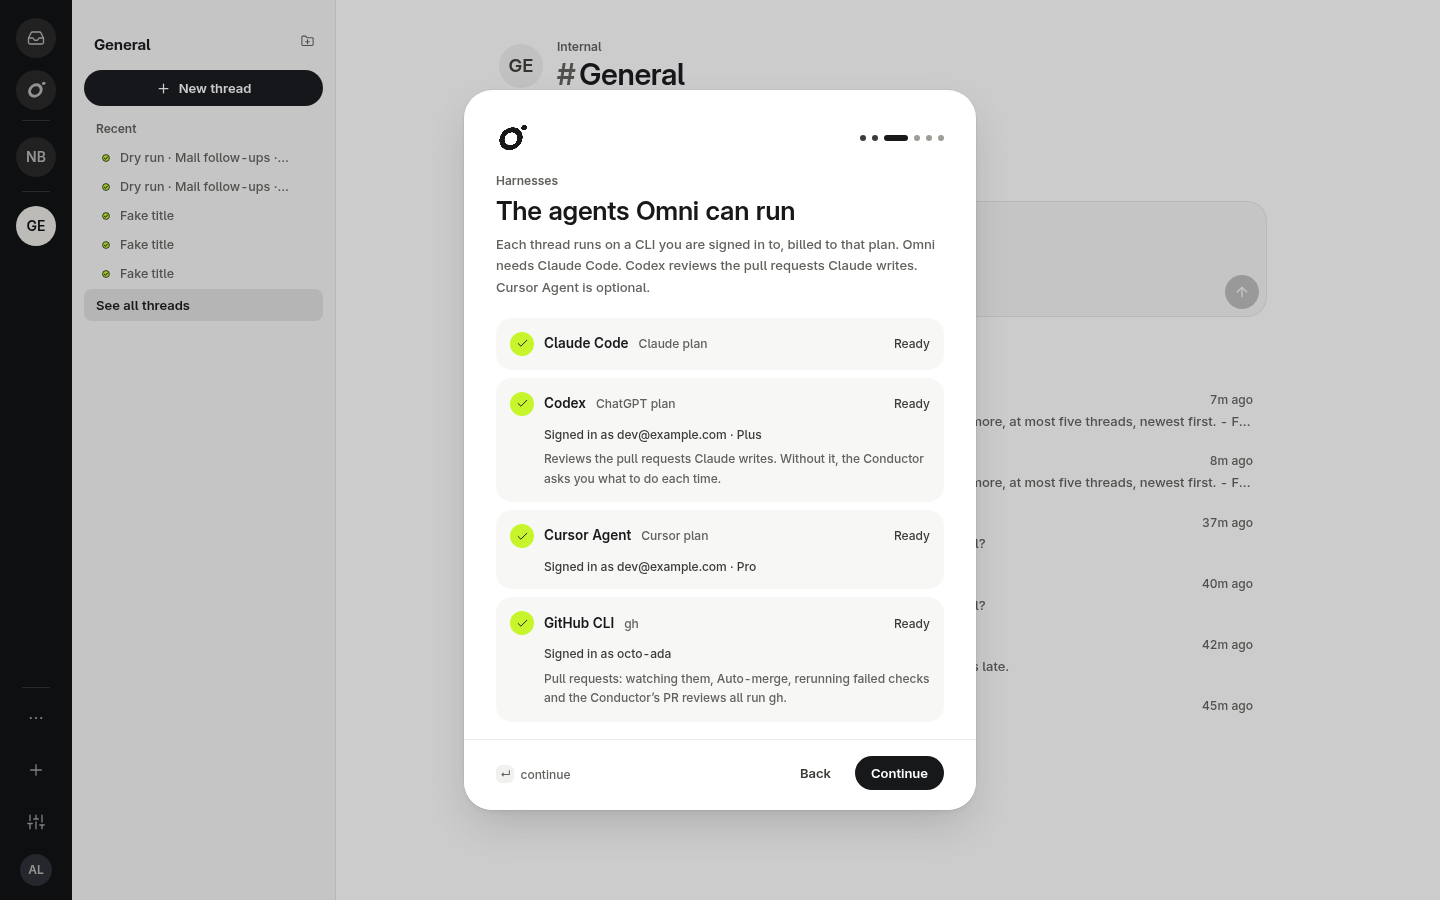 General
New thread
Recent
Dry run · Mail follow-ups ·...
Dry run · Mail follow-ups ·...
Fake title
Fake title
Fake title
See all threads
NB
GE
AL
GE
Internal
# General
Harnesses
The agents Omni can run
Each thread runs on a CLI you are signed in to, billed to that plan. Omni
needs Claude Code. Codex reviews the pull requests Claude writes.
Cursor Agent is optional.
Claude Code Claude plan Ready
Codex ChatGPT plan Ready
Signed in as dev@example.com · Plus
Reviews the pull requests Claude writes. Without it, the Conductor
asks you what to do each time.
Cursor Agent Cursor plan Ready
Signed in as dev@example.com · Pro
GitHub CLI gh Ready
Signed in as octo-ada
Pull requests: watching them, Auto-merge, rerunning failed checks
and the Conductor’s PR reviews all run gh.
continue Back Continue
7m ago
more, at most five threads, newest first. - F...
8m ago
more, at most five threads, newest first. - F...
37m ago
40m ago
42m ago
late.
45m ago